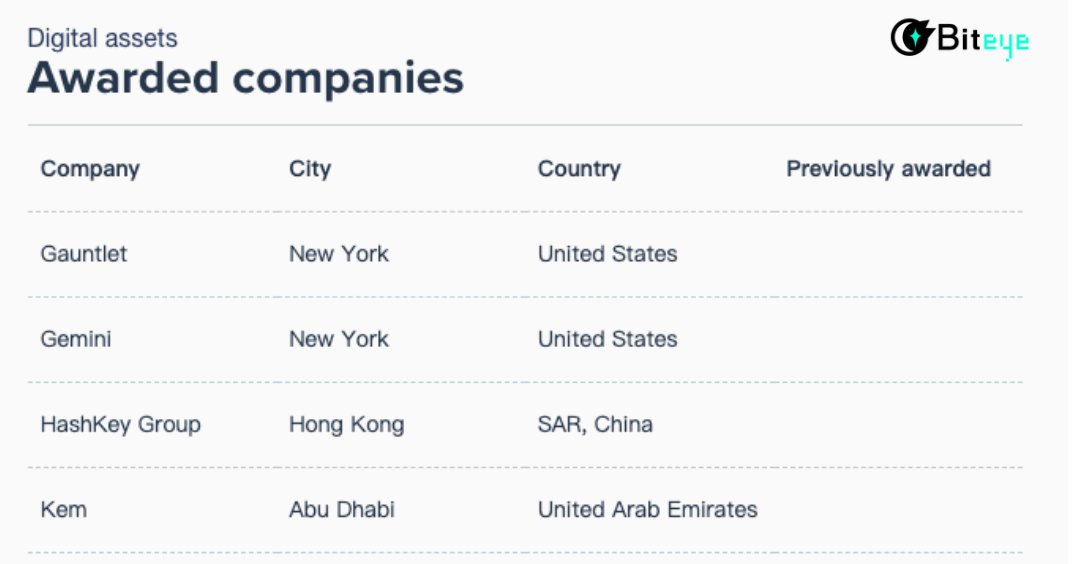 Digital assets
Biteye
Awarded companies
Company City Country Previously awarded
Gauntlet New York United States
Gemini New York United States
HashKey Group Hong Kong SAR, China
Kem Abu Dhabi United Arab Emirates